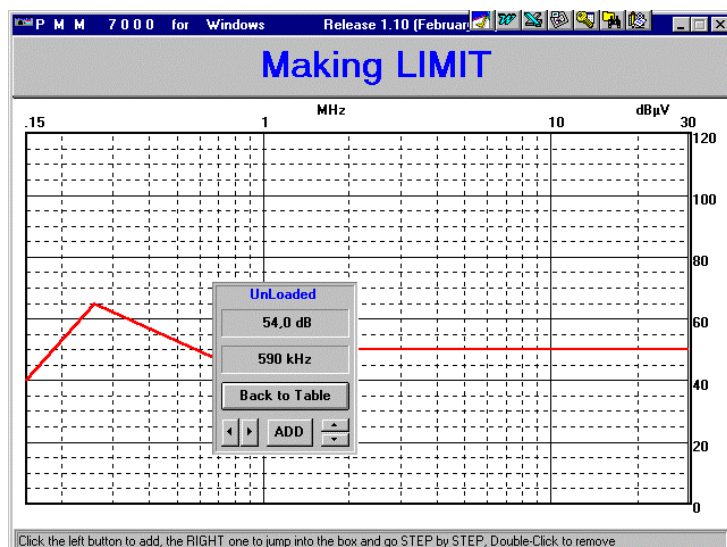 PMM 7000 for Windows Release 1.10 (Februar
Making LIMIT
MHz dBµV
.15 1 10 30
120
100
80
UnLoaded
54,0 dB
60
590 kHz
Back to Table
40
ADD
20
0
Click the left button to add, the RIGHT one to jump into the box and go STEP by STEP, Double-Click to remove